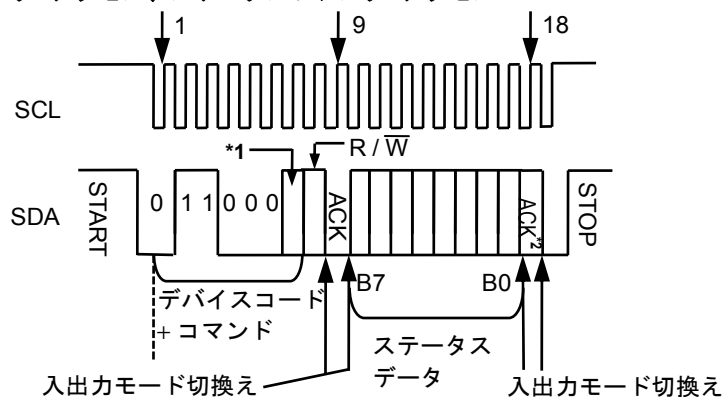 1 9 18
SCL
*1 R / W
SDA START 0 1 1 0 0 0 ACK ACK*2 STOP
B7 B0
デバイスコード
+ コマンド
ステータス
データ
入出力モード切換え 入出力モード切換え